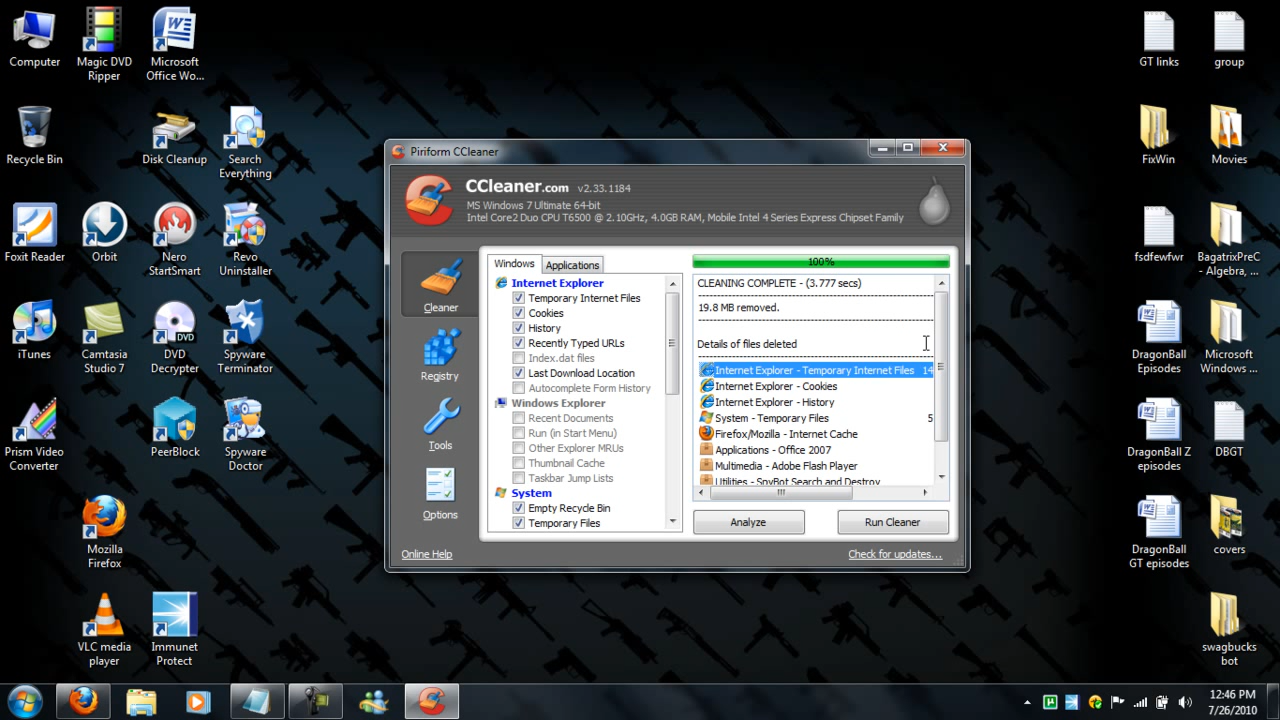 Computer
Magic DVD
Ripper
Microsoft
Office Wo...
GT links
group
Recycle Bin
Disk Cleanup
Search
Everything
FixWin
Movies
Foxit Reader
Orbit
Nero
StartSmart
Revo
Uninstaller
fsdfewfwr
BagatrixPreC
- Algebra, ...
iTunes
Camtasia
Studio 7
DVD
DVD
Decrypter
Spyware
Terminator
DragonBall
Episodes
Microsoft
Windows ...
Prism Video
Converter
PeerBlock
Spyware
Doctor
DragonBall Z
episodes
DBGT
Mozilla
Firefox
DragonBall
GT episodes
covers
VLC media
player
Immunet
Protect
swagbucks
bot
Piriform CCleaner
CCleaner.com v2.33.1184
MS Windows 7 Ultimate 64-bit
Intel Core2 Duo CPU T6500 @ 2.10GHz, 4.0GB RAM, Mobile Intel 4 Series Express Chipset Family
Cleaner
Registry
Tools
Options
Windows
Applications
Internet Explorer
Temporary Internet Files
Cookies
History
Recently Typed URLs
Index.dat files
Last Download Location
Autocomplete Form History
Windows Explorer
Recent Documents
Run (in Start Menu)
Other Explorer MRUs
Thumbnail Cache
Taskbar Jump Lists
System
Empty Recycle Bin
Temporary Files
100%
CLEANING COMPLETE - (3.777 secs)
19.8 MB removed.
Details of files deleted
Internet Explorer - Temporary Internet Files 14
Internet Explorer - Cookies
Internet Explorer - History
System - Temporary Files 5
Firefox/Mozilla - Internet Cache
Applications - Office 2007
Multimedia - Adobe Flash Player
Utilities - SpyBot Search and Destroy
Analyze
Run Cleaner
Online Help
Check for updates...
12:46 PM
7/26/2010